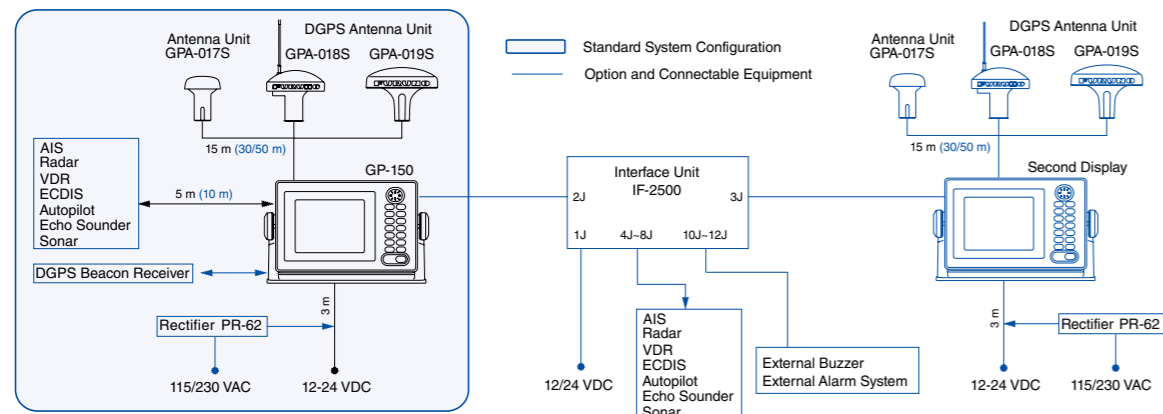 Antenna Unit
GPA-017S
DGPS Antenna Unit
GPA-018S
GPA-019S
FURUNO
FURUNO
15 m (30/50 m)
AIS
Radar
VDR
ECDIS
Autopilot
Echo Sounder
Sonar
5 m (10 m)
GP-150
DGPS Beacon Receiver
3 m
Rectifier PR-62
115/230 VAC
12-24 VDC
Standard System Configuration
Option and Connectable Equipment
Interface Unit
IF-2500
2J
3J
1J
4J~8J
10J~12J
12/24 VDC
AIS
Radar
VDR
ECDIS
Autopilot
Echo Sounder
Sonar
External Buzzer
External Alarm System
Antenna Unit
GPA-017S
DGPS Antenna Unit
GPA-018S
GPA-019S
FURUNO
FURUNO
15 m (30/50 m)
Second Display
3 m
Rectifier PR-62
12-24 VDC
115/230 VAC